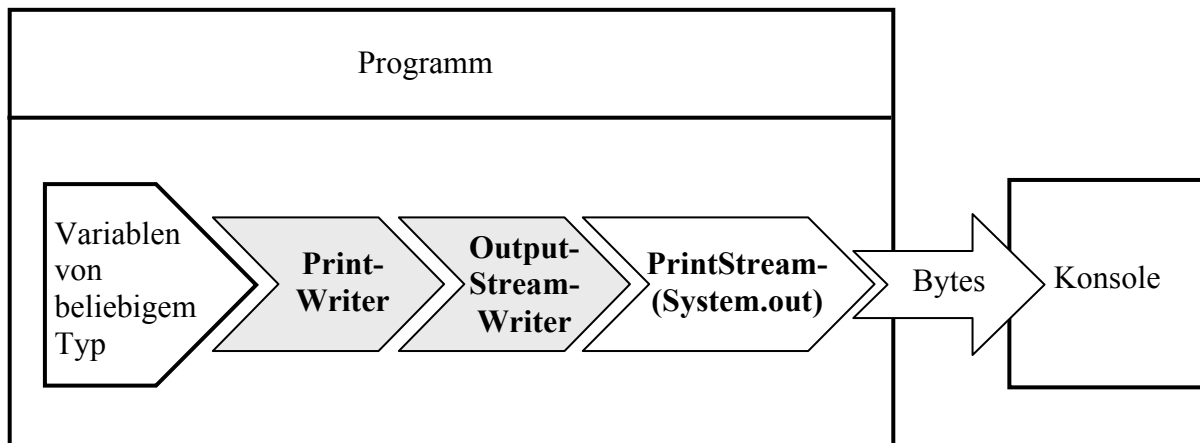 Programm
Variablen
von
beliebigem
Typ
Print-
Writer
Output-
Stream-
Writer
PrintStream-
(System.out)
Bytes
Konsole